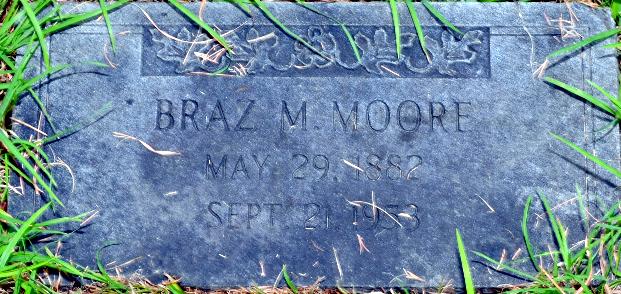 BRAZ M. MOORE
MAY 29, 1882
SEPT. 21, 1953